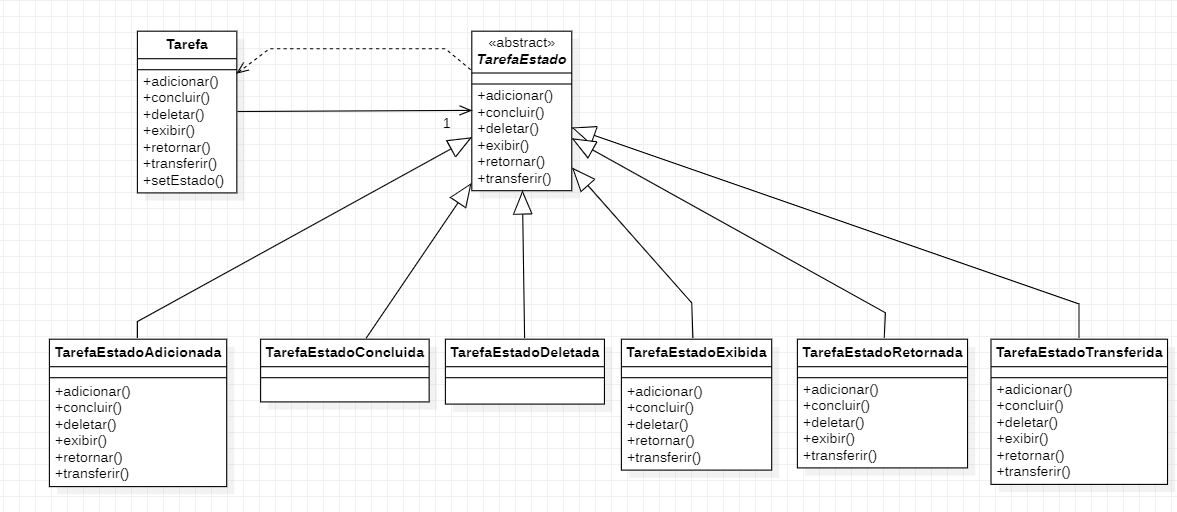 Tarefa
+adicionar()
+concluir()
+deletar()
+exibir()
+retornar()
+transferir()
+setEstado()
«abstract»
TarefaEstado
+adicionar()
+concluir()
+deletar()
+exibir()
+retornar()
+transferir()
1
TarefaEstadoAdicionada
+adicionar()
+concluir()
+deletar()
+exibir()
+retornar()
+transferir()
TarefaEstadoConcluida
TarefaEstadoDeletada
TarefaEstadoExibida
+adicionar()
+concluir()
+deletar()
+retornar()
+transferir()
TarefaEstadoRetornada
+adicionar()
+concluir()
+deletar()
+exibir()
+transferir()
TarefaEstadoTransferida
+adicionar()
+concluir()
+deletar()
+exibir()
+retornar()
+transferir()